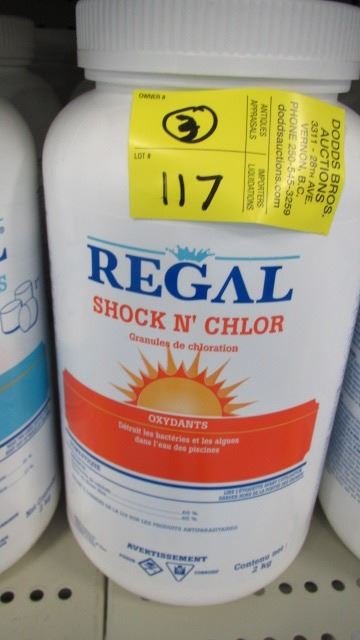 OWNER #
3
ANTIQUES
APPRAISALS
LOT #
117
IMPORTERS
LIQUIDATIONS
DODDS BROS.
AUCTIONS
3311 - 28TH AVE.
VERNON, B.C.
PHONE 250-545-3259
doddsauctions.com
REGAL
SHOCK N' CHLOR
Granules de chloration
OXYDANTS
Détruit les bactéries et les algues
dans l'eau des piscines
AVERTISSEMENT
Contenu net :
2 kg